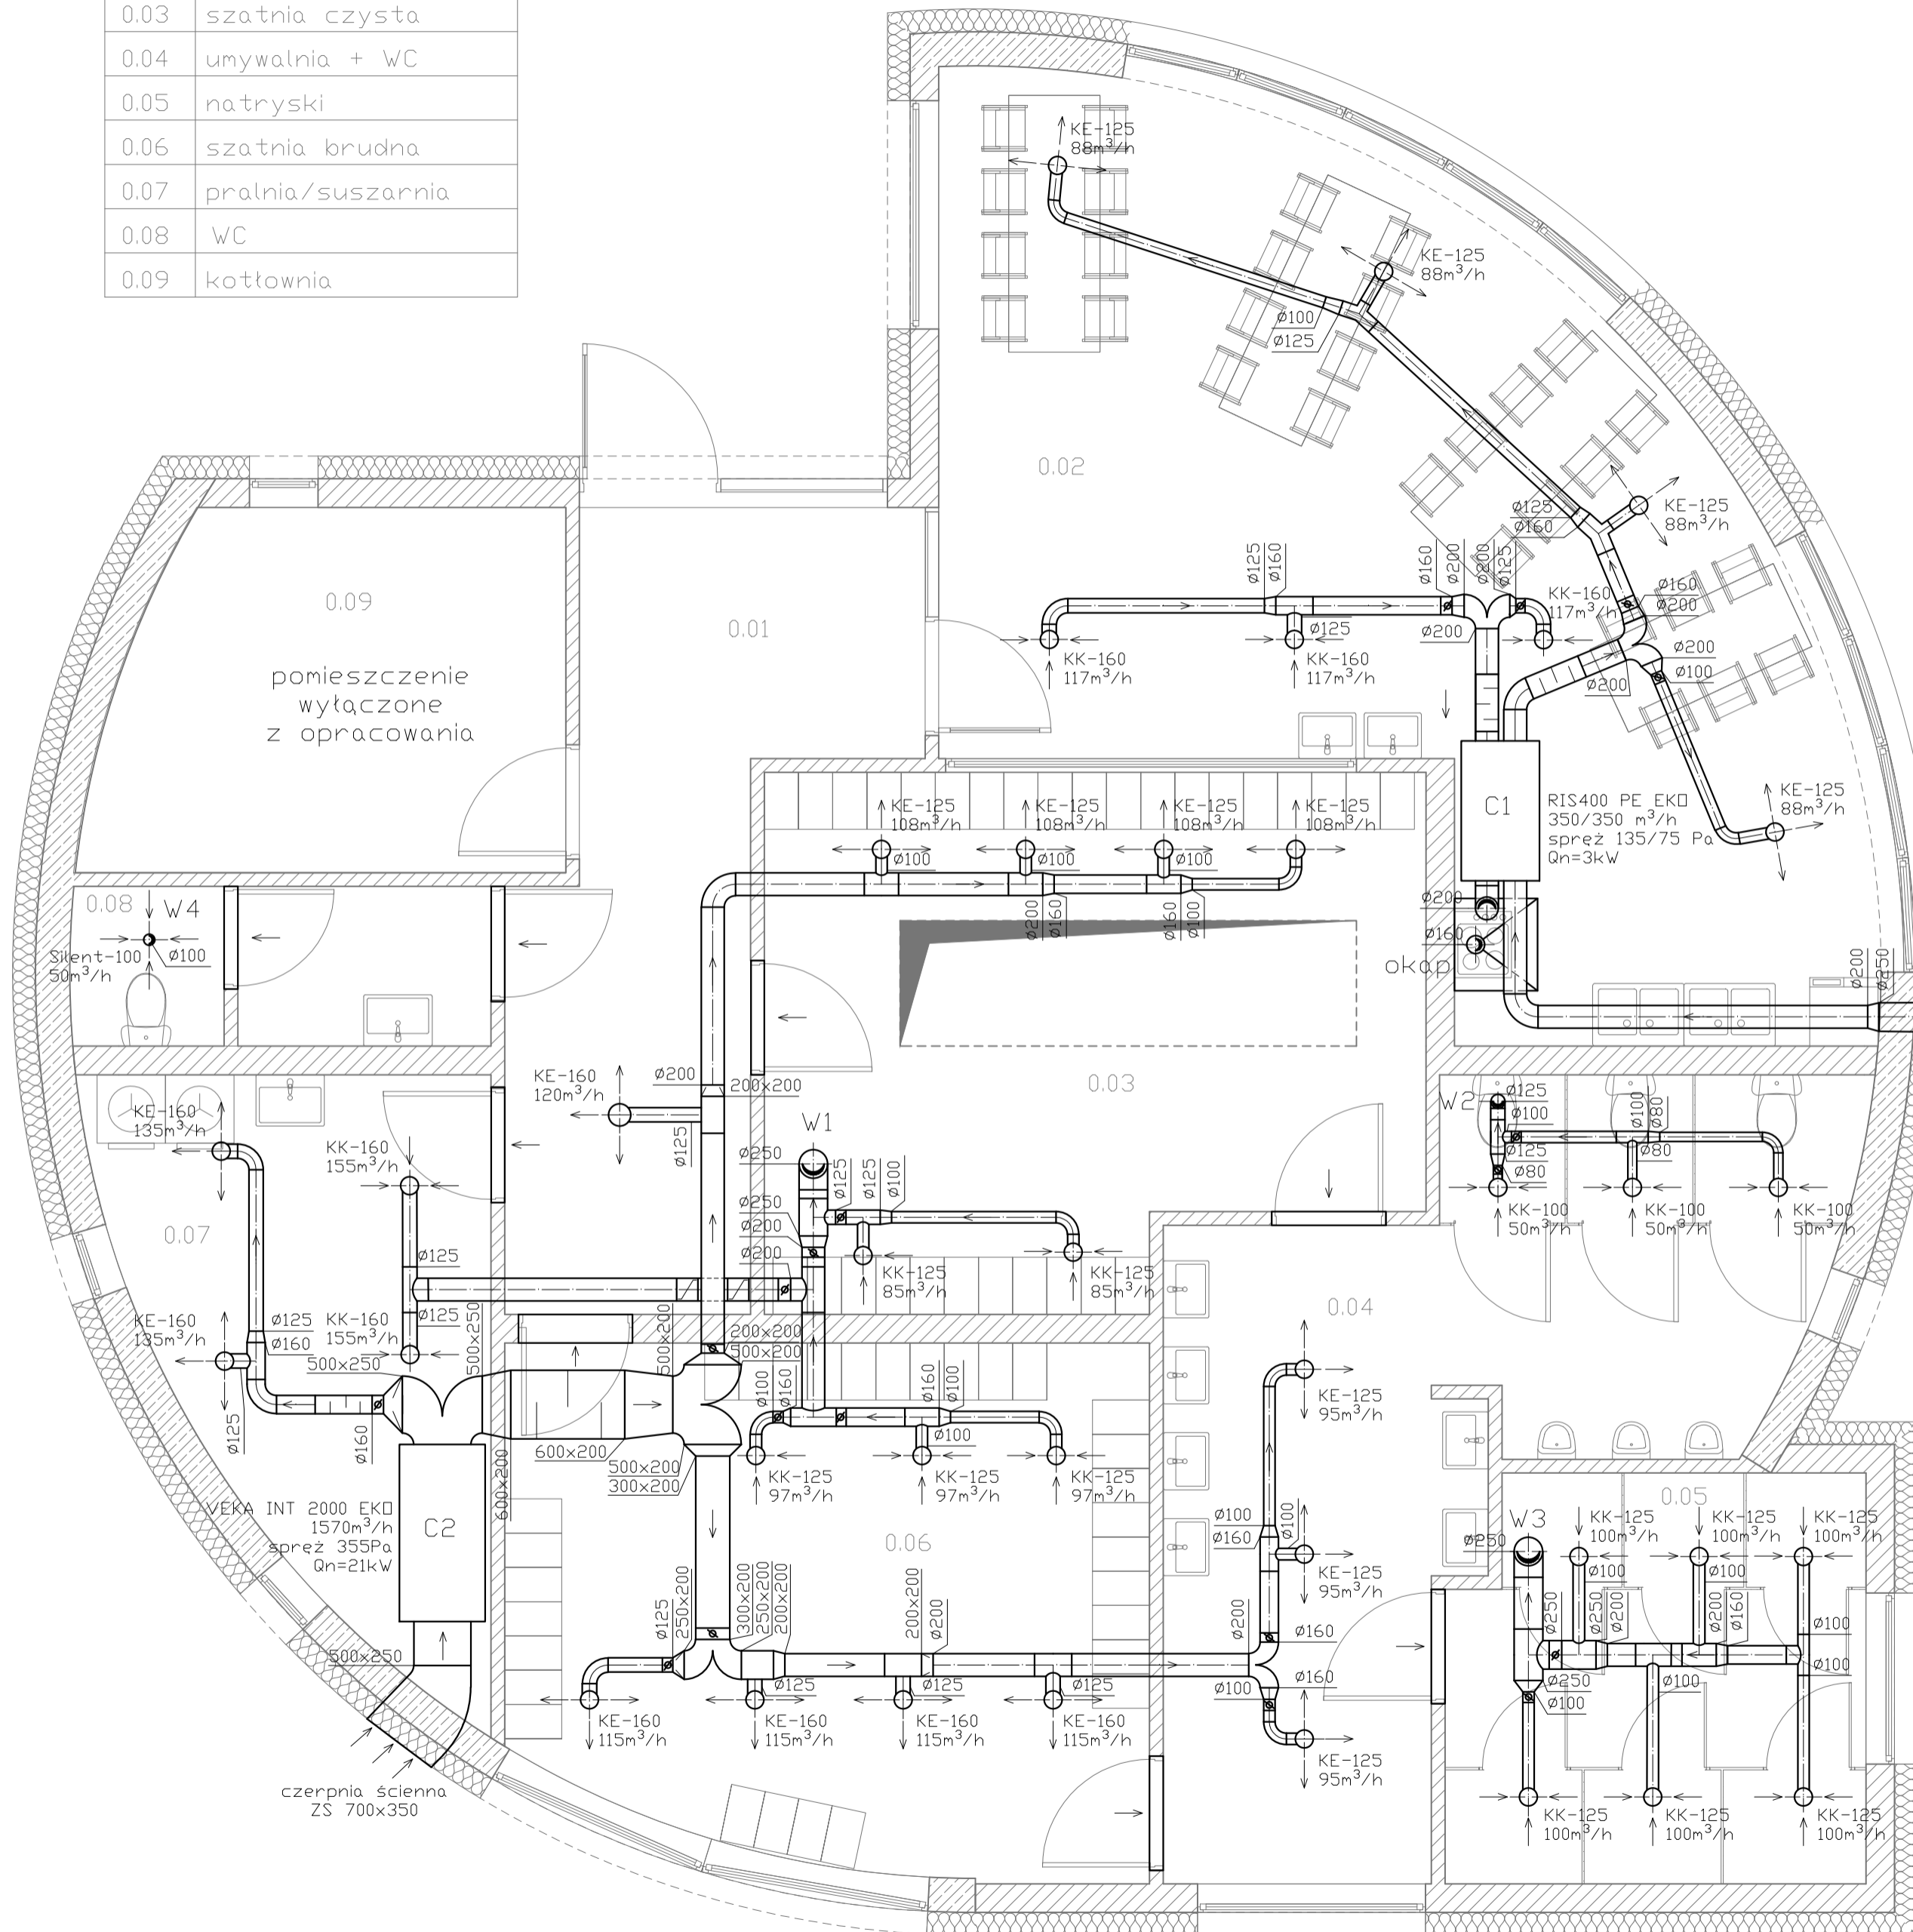 0.03 szatnia czysta
0.04 umywalnia + WC
0.05 natryski
0.06 szatnia brudna
0.07 pralnia/suszarnia
0.08 WC
0.09 kotłownia
KE-125
88m³/h
KE-125
88m³/h
Ø100
Ø125
0.02
KE-125
88m³/h
Ø125
Ø160
Ø125
Ø160
Ø160
Ø200
Ø200
Ø125
KK-160
117m³/h
Ø160
Ø200
Ø125
Ø200
KK-160
117m³/h
KK-160
117m³/h
Ø200
Ø100
Ø200
0.09
pomieszczenie
wyłączone
z opracowania
0.01
C1
RIS400 PE EKO
350/350 m³/h
spręż 135/75 Pa
Qn=3kW
KE-125
88m³/h
KE-125
108m³/h
KE-125
108m³/h
KE-125
108m³/h
KE-125
108m³/h
Ø100
Ø100
Ø100
Ø200
Ø160
Ø160
Ø100
0.08
W4
Silent-100
50m³/h
Ø100
Ø200
Ø160
okap
Ø200
Ø250
0.03
KE-160
120m³/h
Ø200
200x200
Ø125
W1
Ø250
Ø125
Ø125
Ø100
Ø250
Ø200
Ø200
KK-125
85m³/h
KK-125
85m³/h
W2
Ø125
Ø100
Ø100
Ø80
Ø125
Ø80
Ø80
KK-100
50m³/h
KK-100
50m³/h
KK-100
50m³/h
KE-160
135m³/h
KK-160
155m³/h
0.07
Ø125
Ø125
KE-160
135m³/h
KK-160
155m³/h
Ø125
Ø160
500x250
500x250
Ø125
Ø160
500x200
200x200
500x200
Ø100
Ø160
Ø160
Ø100
Ø100
600x200
600x200
500x200
300x200
KK-125
97m³/h
KK-125
97m³/h
KK-125
97m³/h
0.04
KE-125
95m³/h
VEKA INT 2000 EKO
1570m³/h
spręż 355Pa
Qn=21kW
C2
0.06
Ø100
Ø160
Ø100
KE-125
95m³/h
0.05
W3
Ø250
KK-125
100m³/h
KK-125
100m³/h
KK-125
100m³/h
Ø100
Ø100
Ø250
Ø250
Ø200
Ø200
Ø160
Ø100
Ø100
Ø250
Ø100
Ø100
500x250
Ø125
250x200
300x200
250x200
200x200
200x200
Ø200
Ø200
Ø160
Ø160
Ø100
Ø125
Ø125
Ø125
KE-160
115m³/h
KE-160
115m³/h
KE-160
115m³/h
KE-160
115m³/h
KE-125
95m³/h
czerpnia ścienna
ZS 700x350
KK-125
100m³/h
KK-125
100m³/h
KK-125
100m³/h